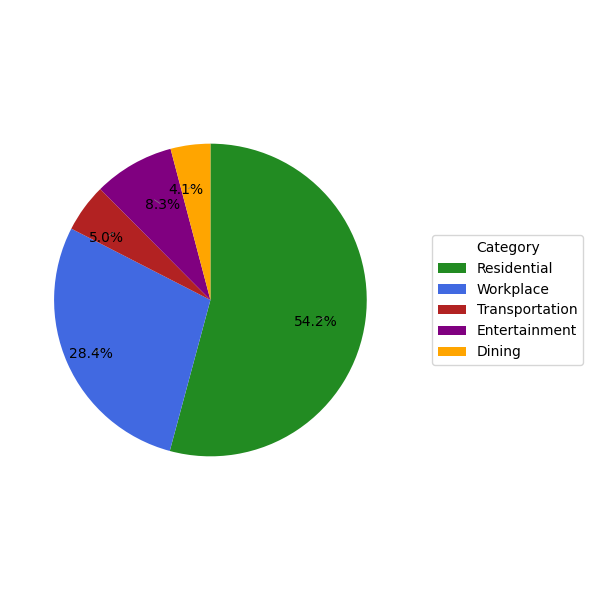 4.1%
8.3%
5.0%
54.2%
28.4%
Category
Residential
Workplace
Transportation
Entertainment
Dining